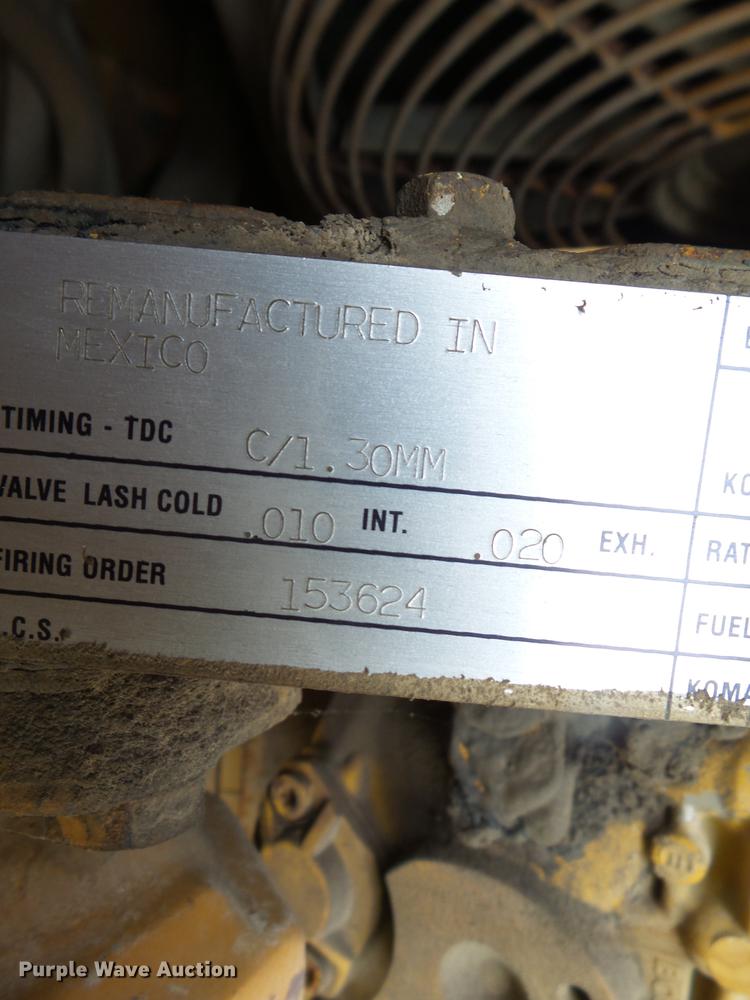 REMANUFACTURED IN
MEXICO
TIMING - TDC C/1.30MM
VALVE LASH COLD .010 INT. .020 EXH.
FIRING ORDER 153624
.C.S.
KC
RAT
FUEL
KOMA
Purple Wave Auction